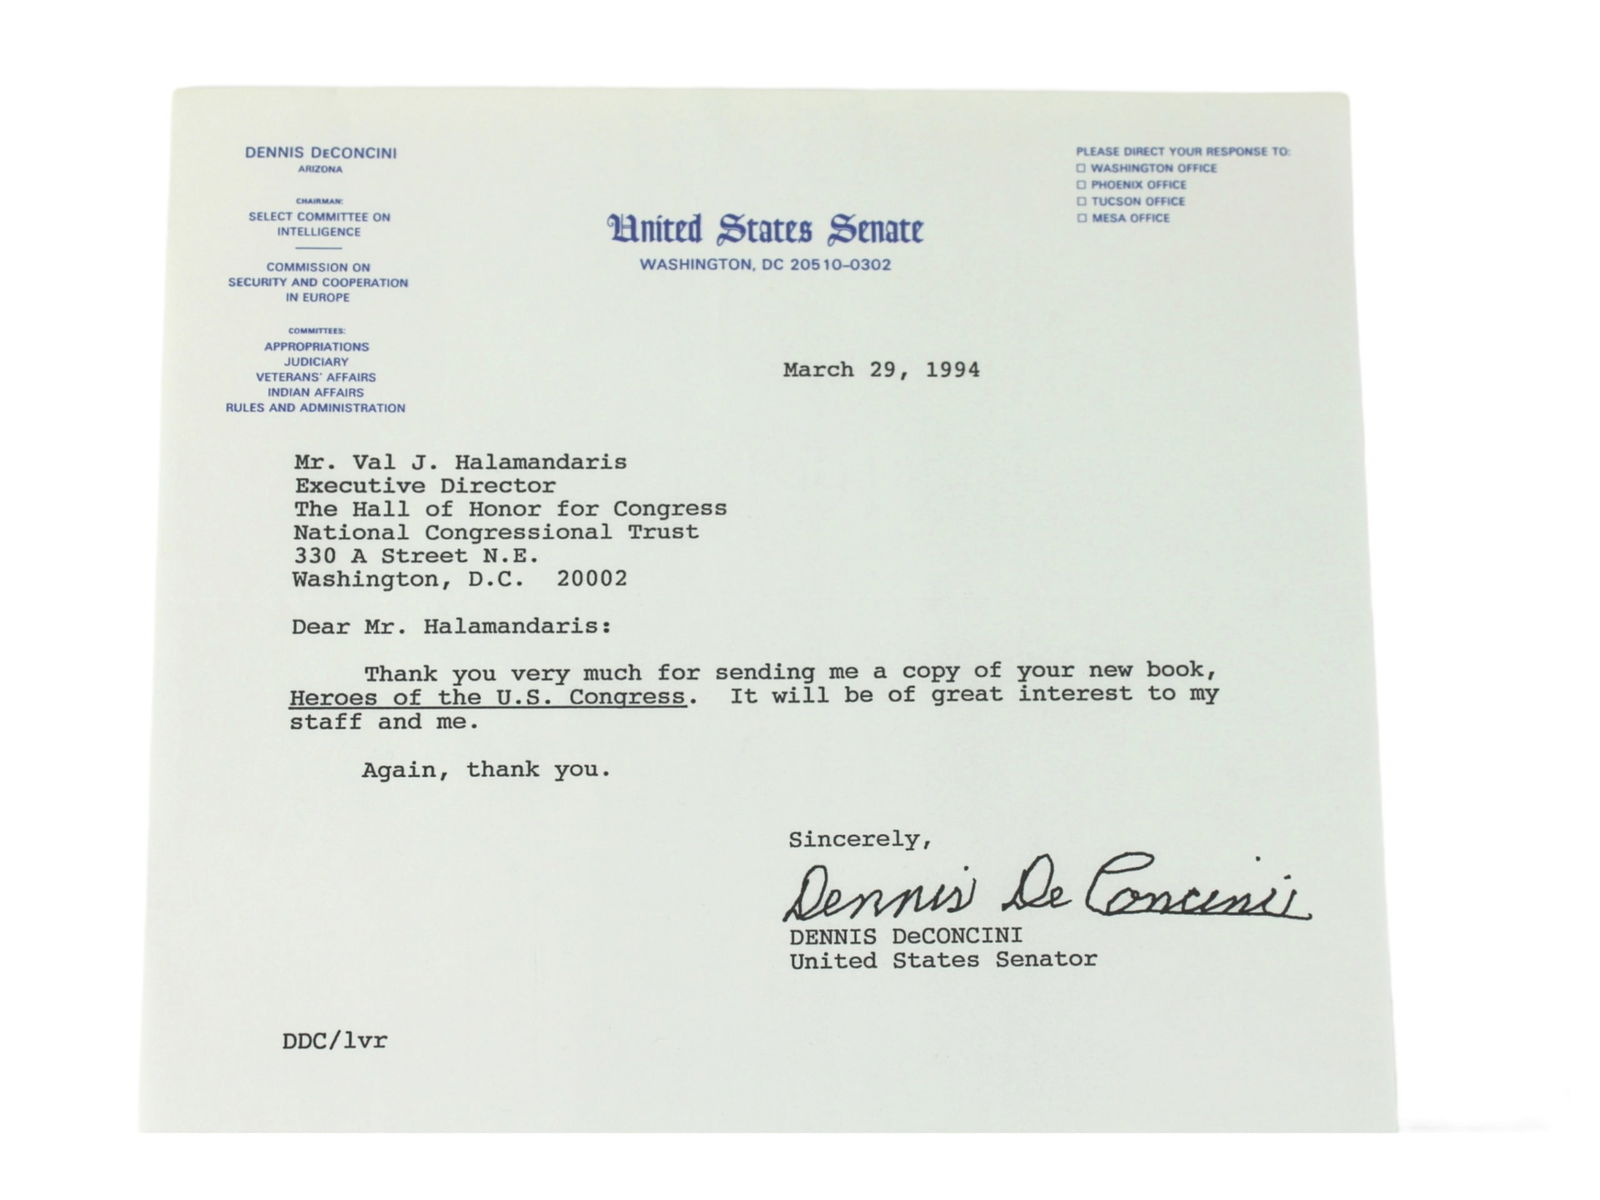 DENNIS DeCONCINI
ARIZONA
CHAIRMAN:
SELECT COMMITTEE ON
INTELLIGENCE
COMMISSION ON
SECURITY AND COOPERATION
IN EUROPE
COMMITTEES:
APPROPRIATIONS
JUDICIARY
VETERANS' AFFAIRS
INDIAN AFFAIRS
RULES AND ADMINISTRATION
United States Senate
WASHINGTON, DC 20510-0302
PLEASE DIRECT YOUR RESPONSE TO:
☐ WASHINGTON OFFICE
☐ PHOENIX OFFICE
☐ TUCSON OFFICE
☐ MESA OFFICE
March 29, 1994
Mr. Val J. Halamandaris
Executive Director
The Hall of Honor for Congress
National Congressional Trust
330 A Street N.E.
Washington, D.C. 20002
Dear Mr. Halamandaris:
Thank you very much for sending me a copy of your new book,
Heroes of the U.S. Congress. It will be of great interest to my
staff and me.
Again, thank you.
Sincerely,
Dennis DeConcini
DENNIS DeCONCINI
United States Senator
DDC/lvr